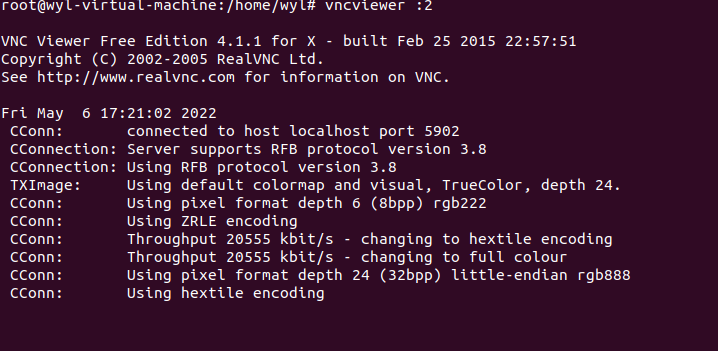 root@wyl-virtual-machine:/home/wyl# vncviewer :2
VNC Viewer Free Edition 4.1.1 for X - built Feb 25 2015 22:57:51
Copyright (C) 2002-2005 RealVNC Ltd.
See http://www.realvnc.com for information on VNC.
Fri May  6 17:21:02 2022
 CConn:       connected to host localhost port 5902
 CConnection: Server supports RFB protocol version 3.8
 CConnection: Using RFB protocol version 3.8
 TXImage:     Using default colormap and visual, TrueColor, depth 24.
 CConn:       Using pixel format depth 6 (8bpp) rgb222
 CConn:       Using ZRLE encoding
 CConn:       Throughput 20555 kbit/s - changing to hextile encoding
 CConn:       Throughput 20555 kbit/s - changing to full colour
 CConn:       Using pixel format depth 24 (32bpp) little-endian rgb888
 CConn:       Using hextile encoding